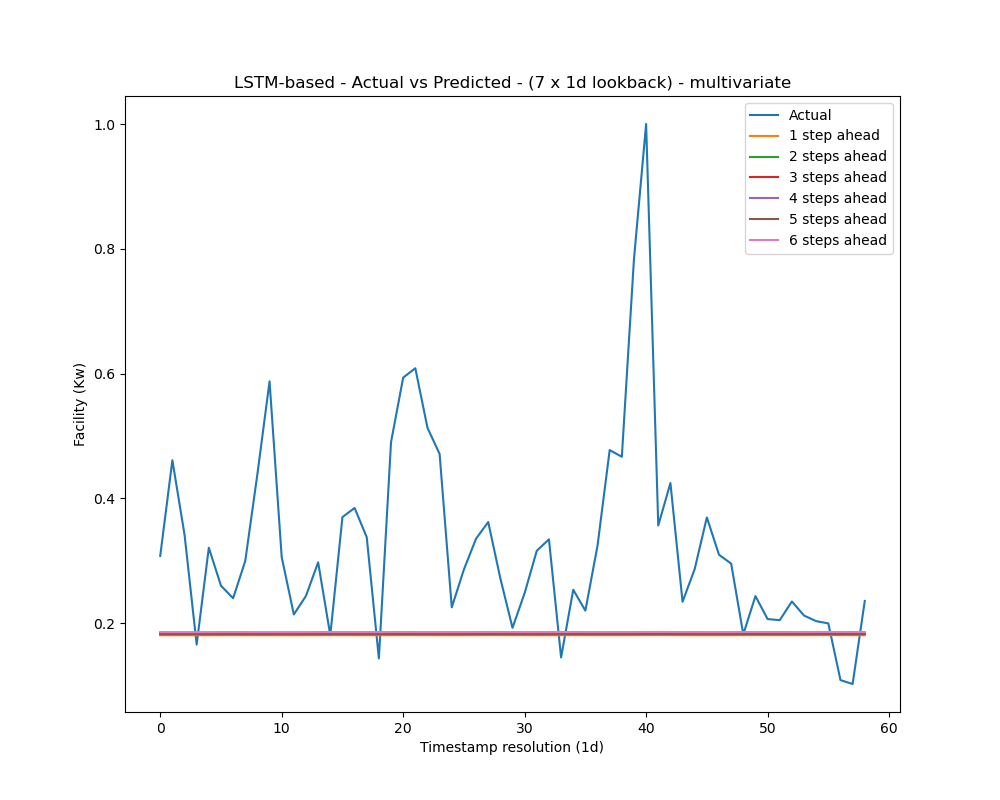 LSTM-based - Actual vs Predicted - (7 x 1d lookback) - multivariate
Actual
1 step ahead
2 steps ahead
3 steps ahead
4 steps ahead
5 steps ahead
6 steps ahead
1.0
0.8
0.6
0.4
0.2
Facility (Kw)
0 10 20 30 40 50 60
Timestamp resolution (1d)